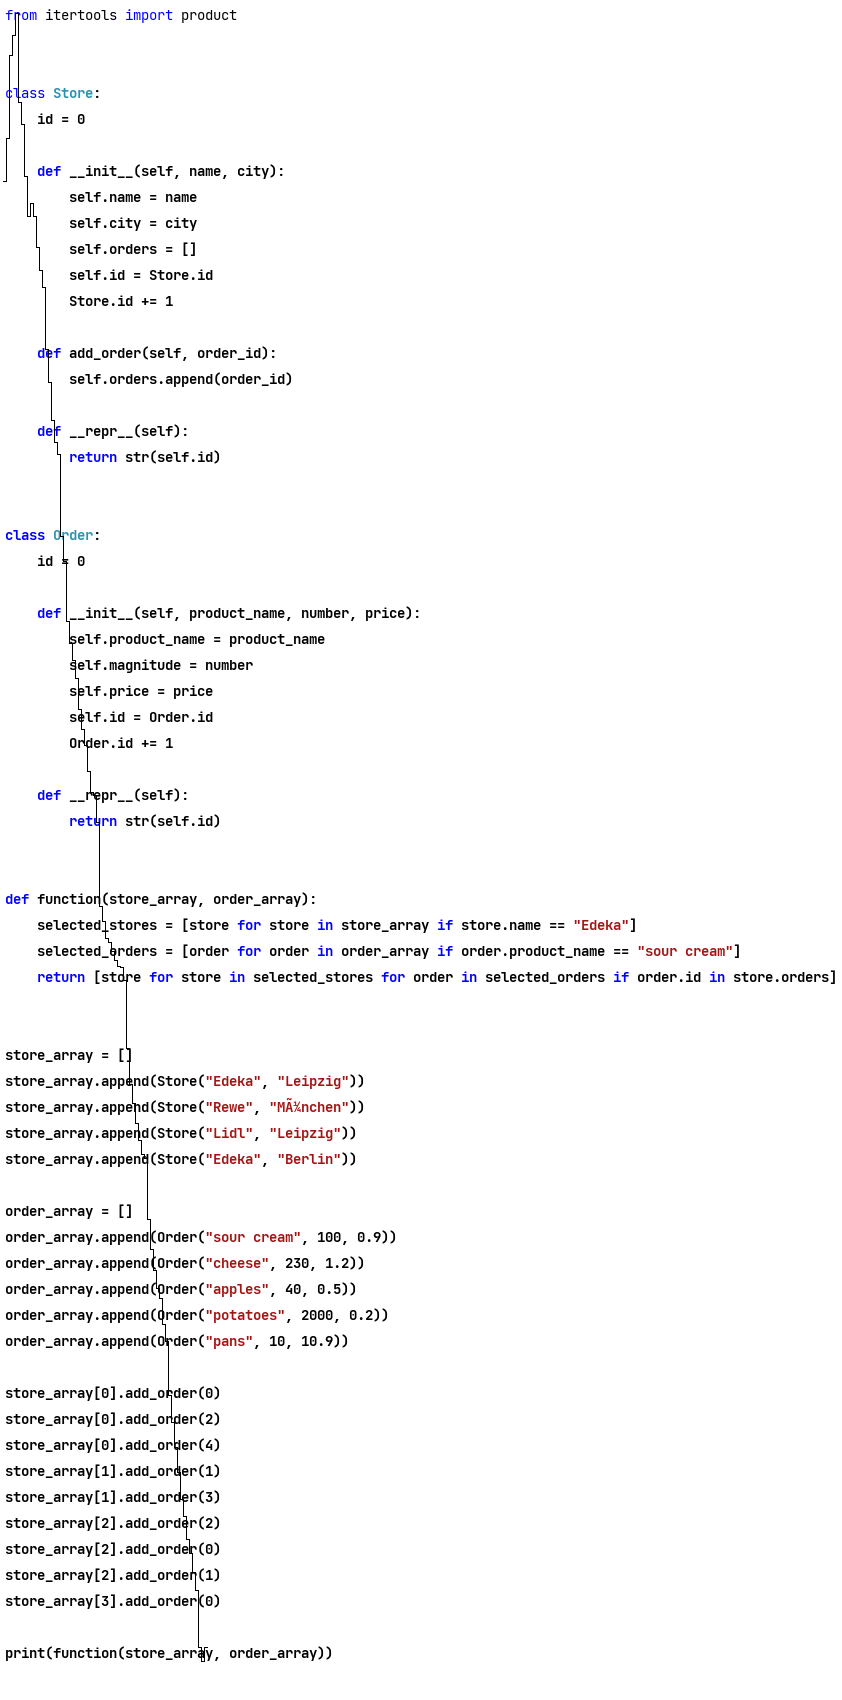 from itertools import product
class Store:
    id = 0
    def __init__(self, name, city):
        self.name = name
        self.city = city
        self.orders = []
        self.id = Store.id
        Store.id += 1
    def add_order(self, order_id):
        self.orders.append(order_id)
    def __repr__(self):
        return str(self.id)
class Order:
    id = 0
    def __init__(self, product_name, number, price):
        self.product_name = product_name
        self.magnitude = number
        self.price = price
        self.id = Order.id
        Order.id += 1
    def __repr__(self):
        return str(self.id)
def function(store_array, order_array):
    selected_stores = [store for store in store_array if store.name == "Edeka"]
    selected_orders = [order for order in order_array if order.product_name == "sour cream"]
    return [store for store in selected_stores for order in selected_orders if order.id in store.orders]
store_array = []
store_array.append(Store("Edeka", "Leipzig"))
store_array.append(Store("Rewe", "MÃ¼nchen"))
store_array.append(Store("Lidl", "Leipzig"))
store_array.append(Store("Edeka", "Berlin"))
order_array = []
order_array.append(Order("sour cream", 100, 0.9))
order_array.append(Order("cheese", 230, 1.2))
order_array.append(Order("apples", 40, 0.5))
order_array.append(Order("potatoes", 2000, 0.2))
order_array.append(Order("pans", 10, 10.9))
store_array[0].add_order(0)
store_array[0].add_order(2)
store_array[0].add_order(4)
store_array[1].add_order(1)
store_array[1].add_order(3)
store_array[2].add_order(2)
store_array[2].add_order(0)
store_array[2].add_order(1)
store_array[3].add_order(0)
print(function(store_array, order_array))